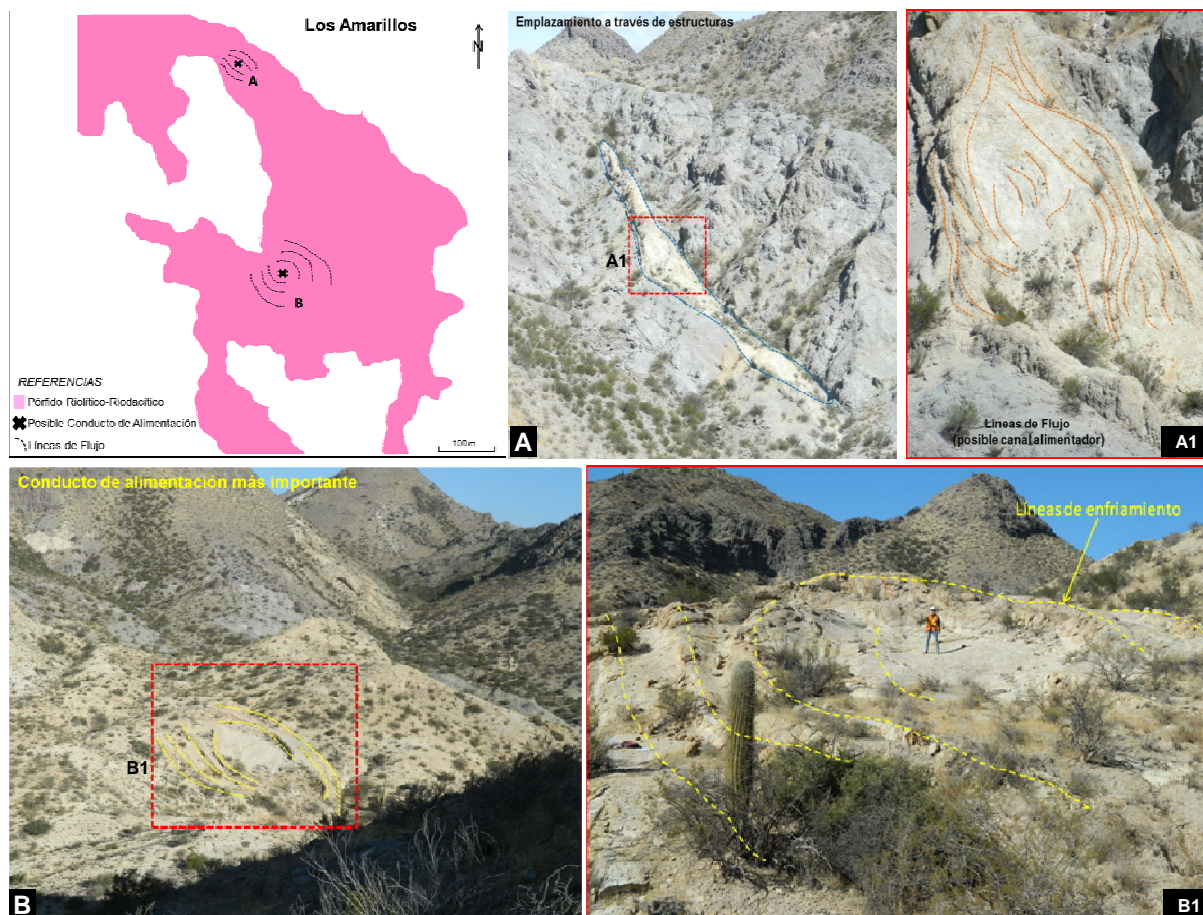 Los Amarillos
N
A
B
REFERENCIAS
Pórfido Riolítico-Riodacítico
Posible Conducto de Alimentación
Líneas de Flujo
100 m
Emplazamiento a través de estructuras
A1
A
Líneas de Flujo
(posible canal alimentador)
A1
Conducto de alimentación más importante
B1
B
Líneas de enfriamiento
B1